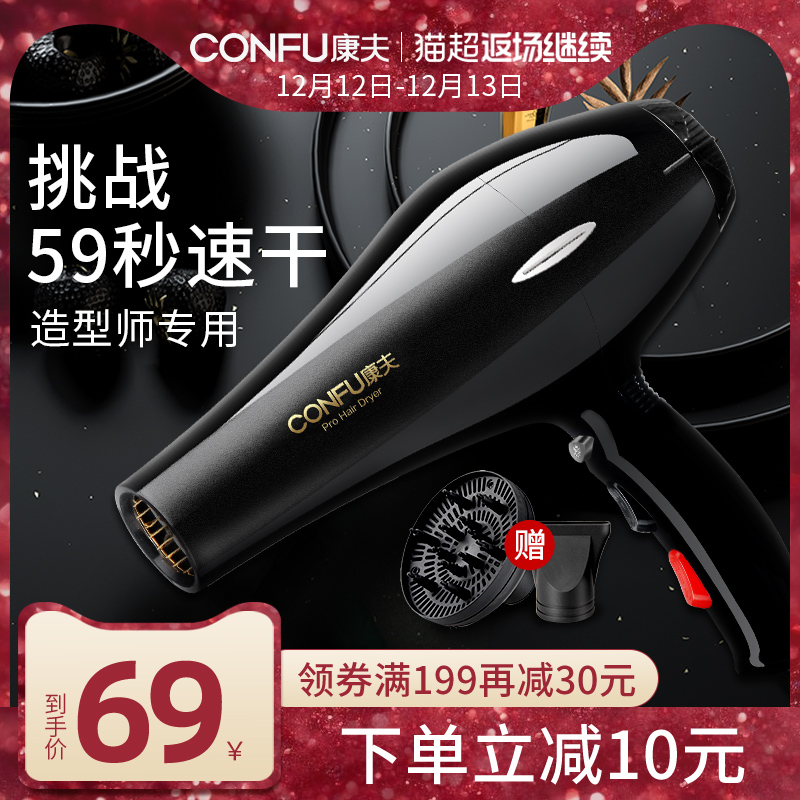 CONFU康夫|猫超返场继续
12月12日-12月13日
挑战
59秒速干
造型师专用
CONFU康夫
Pro Hair Dryer
赠
到手价
69¥
领券满199再减30元
下单立减10元